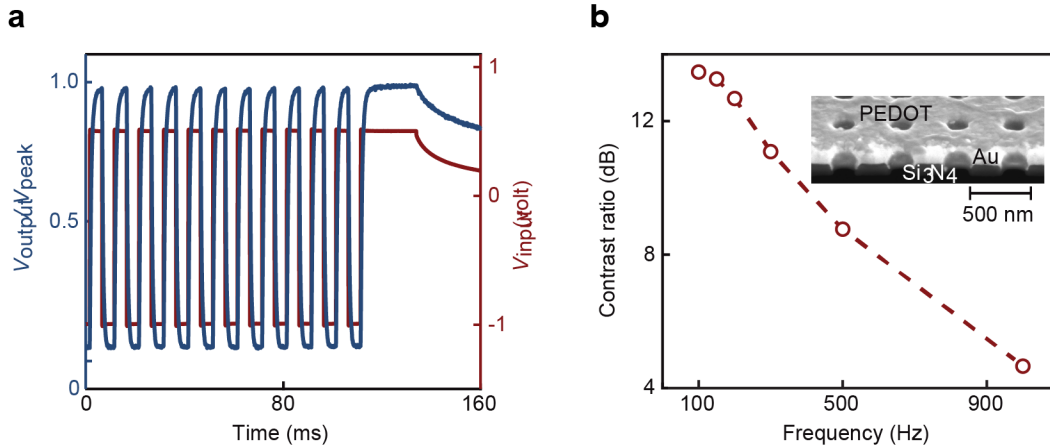 a
1.0
0.5
0
Voutput/Vpeak
1
0
-1
Vinput (volt)
0
80
160
Time (ms)
b
12
8
4
Contrast ratio (dB)
PEDOT
Au
Si3N4
500 nm
100
500
900
Frequency (Hz)